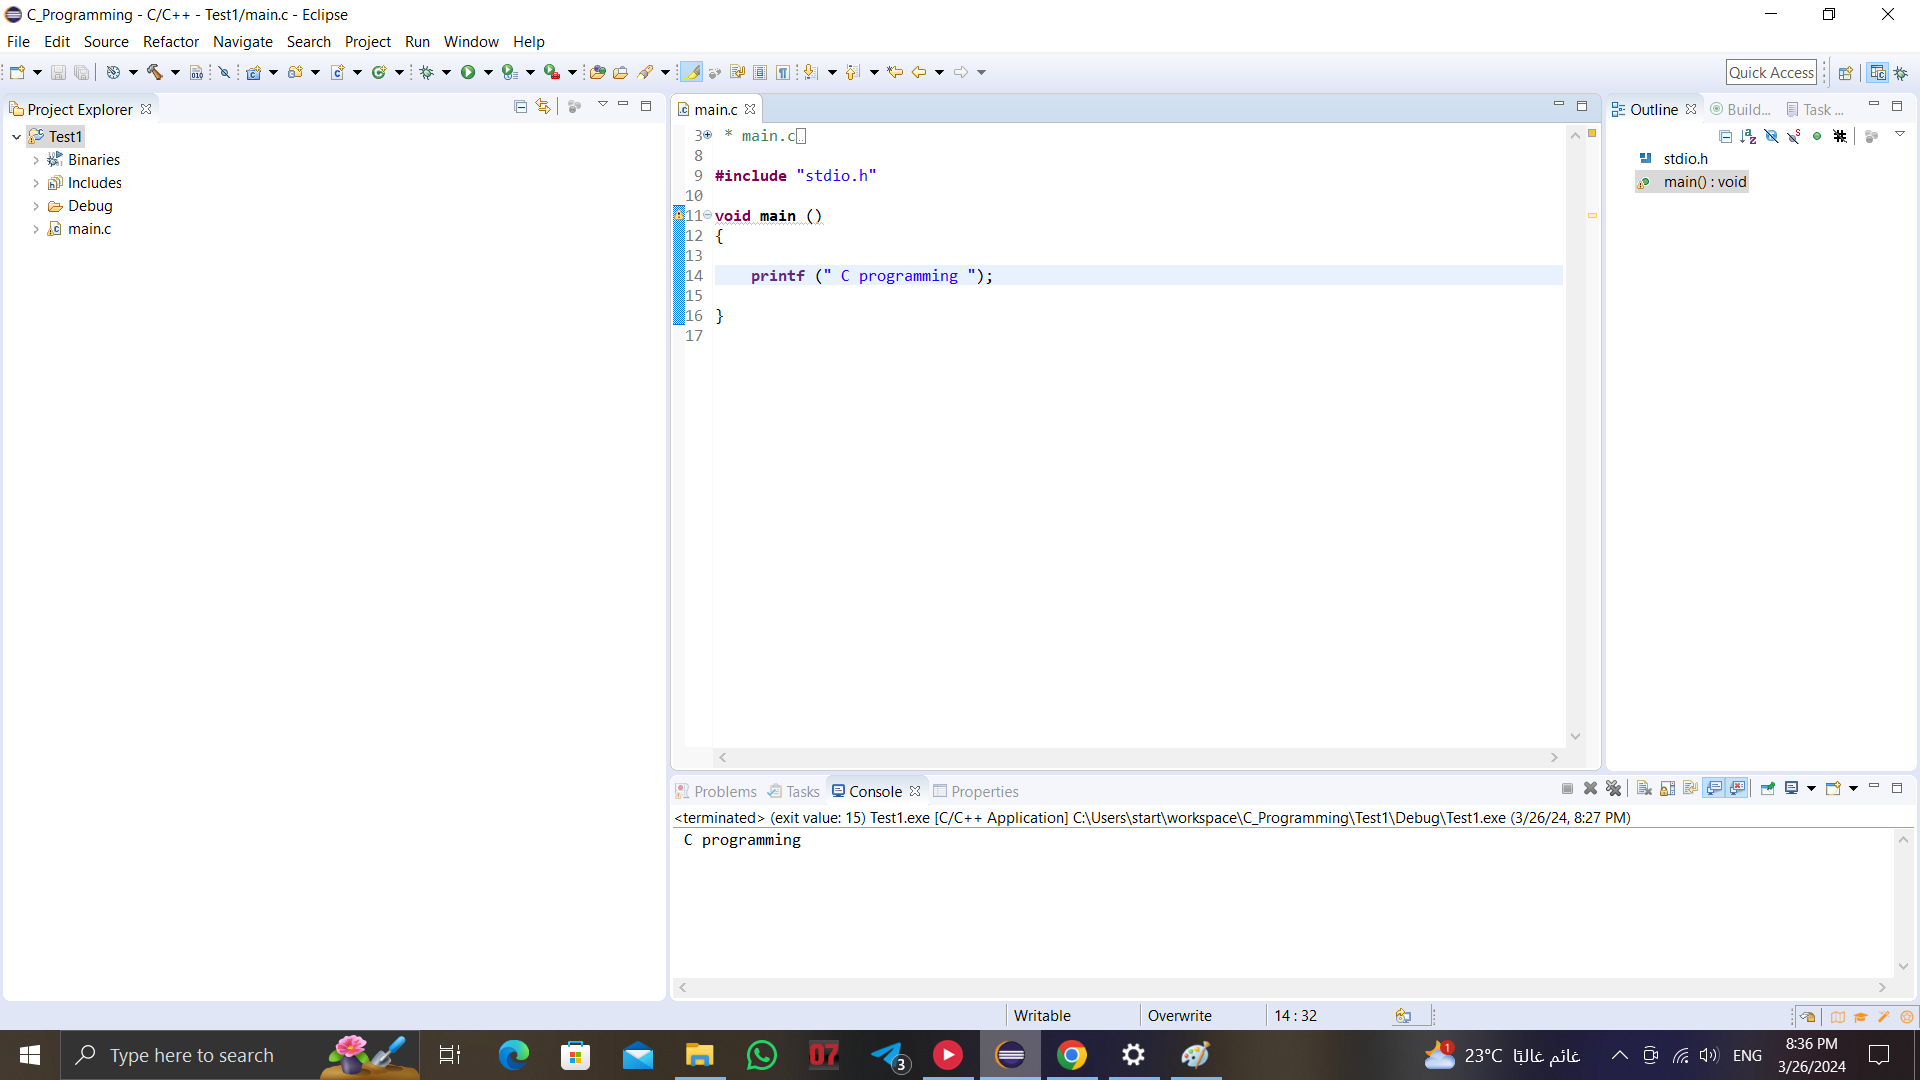 C_Programming - C/C++ - Test1/main.c - Eclipse
File Edit Source Refactor Navigate Search Project Run Window Help
Quick Access
Project Explorer
Test1
Binaries
Includes
Debug
main.c
main.c
3 * main.c
8
9 #include "stdio.h"
10
11 void main ()
12 {
13
14 printf (" C programming ");
15
16 }
17
Outline Build... Task ...
stdio.h
main() : void
Problems Tasks Console Properties
<terminated> (exit value: 15) Test1.exe [C/C++ Application] C:\Users\start\workspace\C_Programming\Test1\Debug\Test1.exe (3/26/24, 8:27 PM)
C programming
Writable Overwrite 14 : 32
Type here to search
07
3
1
23°C غائم غالبًا
ENG
8:36 PM
3/26/2024